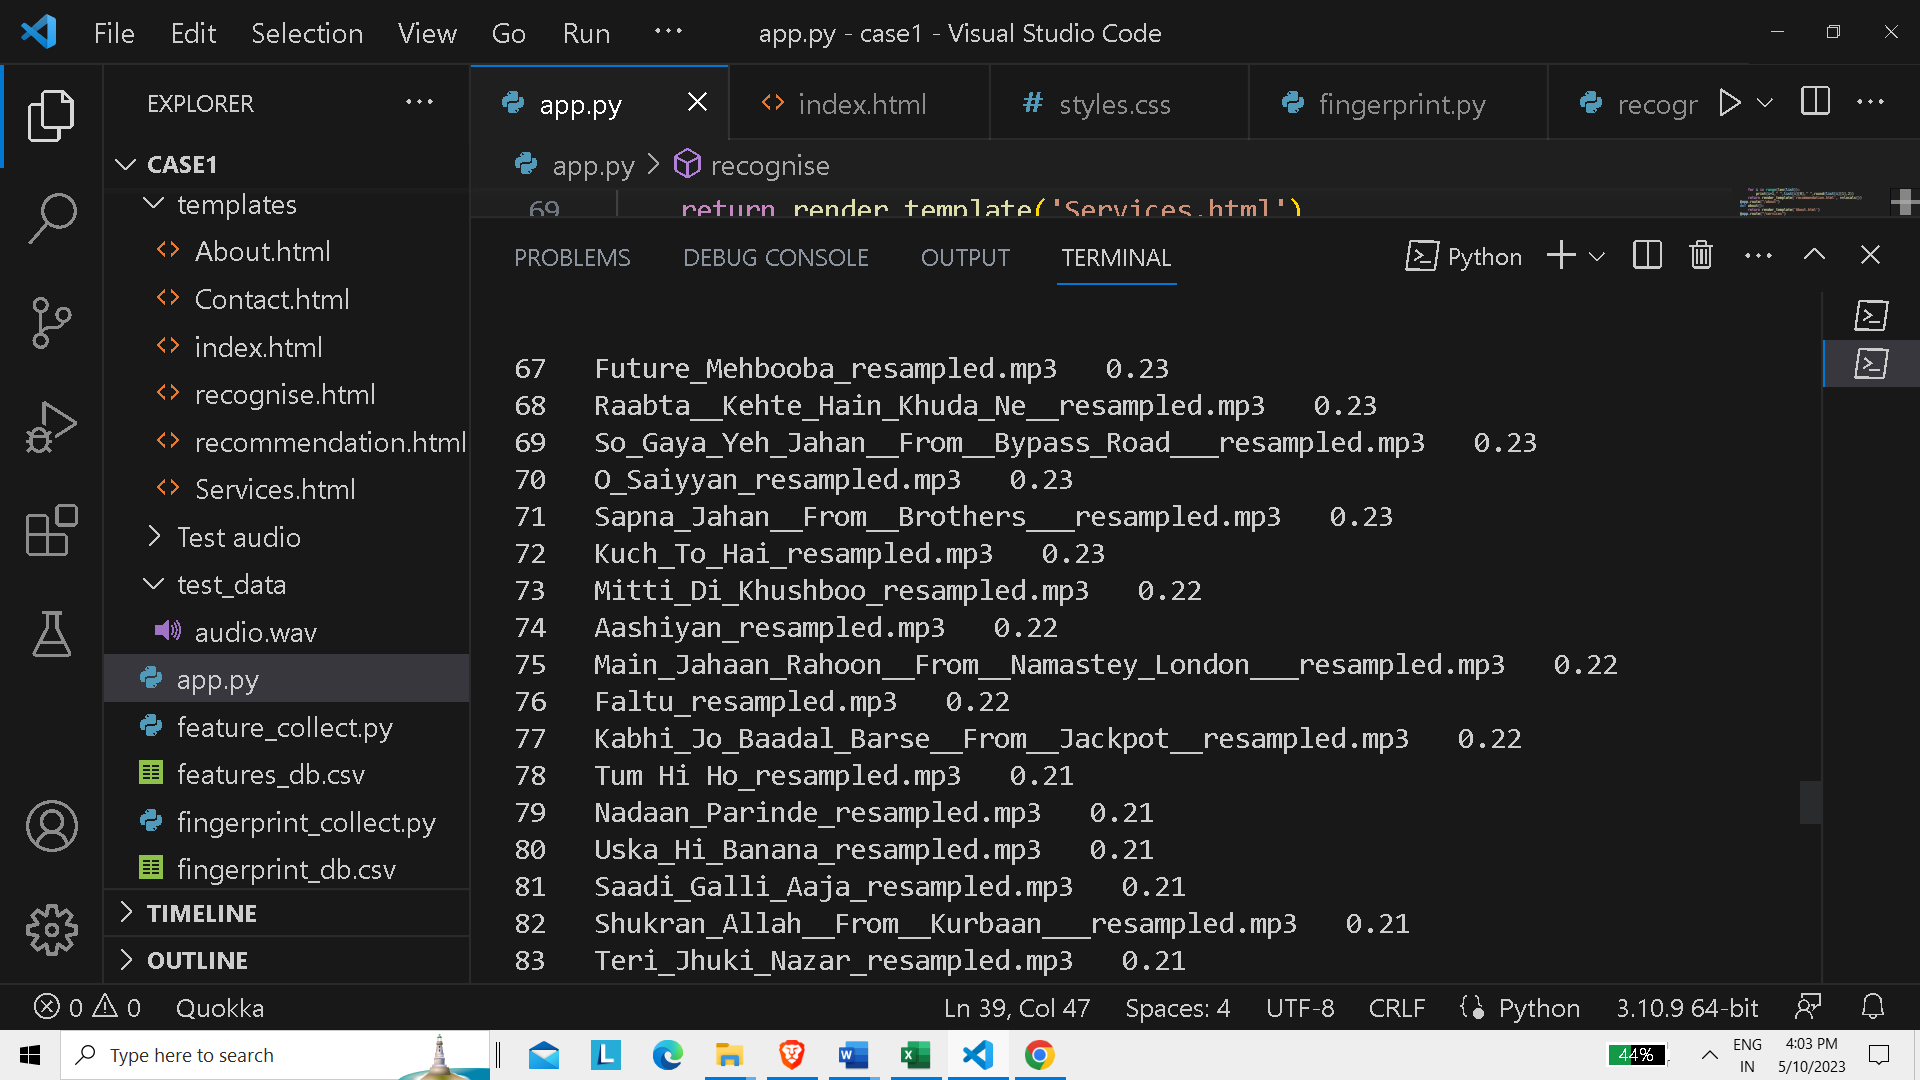 File Edit Selection View Go Run ··· app.py - case1 - Visual Studio Code
EXPLORER ···
app.py index.html # styles.css fingerprint.py recogr ···
CASE1
app.py > recognise
templates
69 return render_template('Services.html')
About.html
Contact.html
index.html
recognise.html
recommendation.html
Services.html
Test audio
test_data
audio.wav
app.py
feature_collect.py
features_db.csv
fingerprint_collect.py
fingerprint_db.csv
TIMELINE
OUTLINE
PROBLEMS DEBUG CONSOLE OUTPUT TERMINAL Python ···
67 Future_Mehbooba_resampled.mp3 0.23
68 Raabta__Kehte_Hain_Khuda_Ne__resampled.mp3 0.23
69 So_Gaya_Yeh_Jahan__From__Bypass_Road___resampled.mp3 0.23
70 O_Saiyyan_resampled.mp3 0.23
71 Sapna_Jahan__From__Brothers___resampled.mp3 0.23
72 Kuch_To_Hai_resampled.mp3 0.23
73 Mitti_Di_Khushboo_resampled.mp3 0.22
74 Aashiyan_resampled.mp3 0.22
75 Main_Jahaan_Rahoon__From__Namastey_London___resampled.mp3 0.22
76 Faltu_resampled.mp3 0.22
77 Kabhi_Jo_Baadal_Barse__From__Jackpot__resampled.mp3 0.22
78 Tum Hi Ho_resampled.mp3 0.21
79 Nadaan_Parinde_resampled.mp3 0.21
80 Uska_Hi_Banana_resampled.mp3 0.21
81 Saadi_Galli_Aaja_resampled.mp3 0.21
82 Shukran_Allah__From__Kurbaan___resampled.mp3 0.21
83 Teri_Jhuki_Nazar_resampled.mp3 0.21
0 0 Quokka Ln 39, Col 47 Spaces: 4 UTF-8 CRLF Python 3.10.9 64-bit
Type here to search 44% ENG IN 4:03 PM 5/10/2023